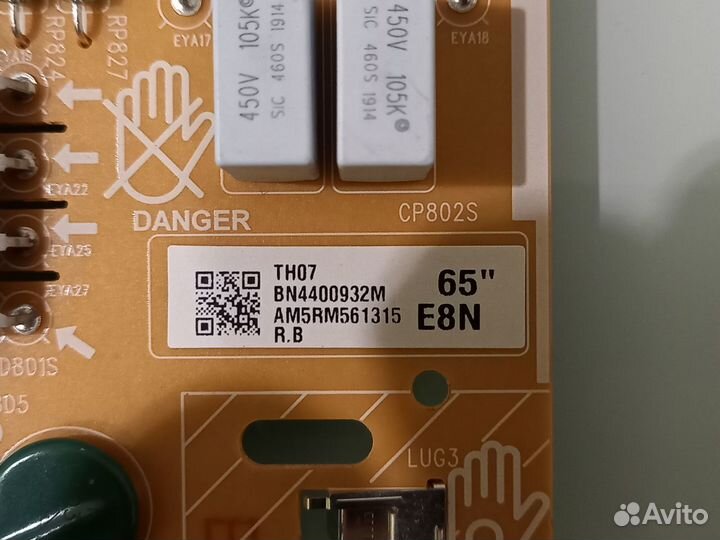 RP824
RP827
EYA17
450V 105K
SIC 460S 1914
450V 105K
SIC 460S 1914
EYA18
EYA22
EYA25
EYA27
DANGER
CP802S
TH07
BN4400932M
AM5RM561315
R.B
65"
E8N
D801S
LUG3
Avito